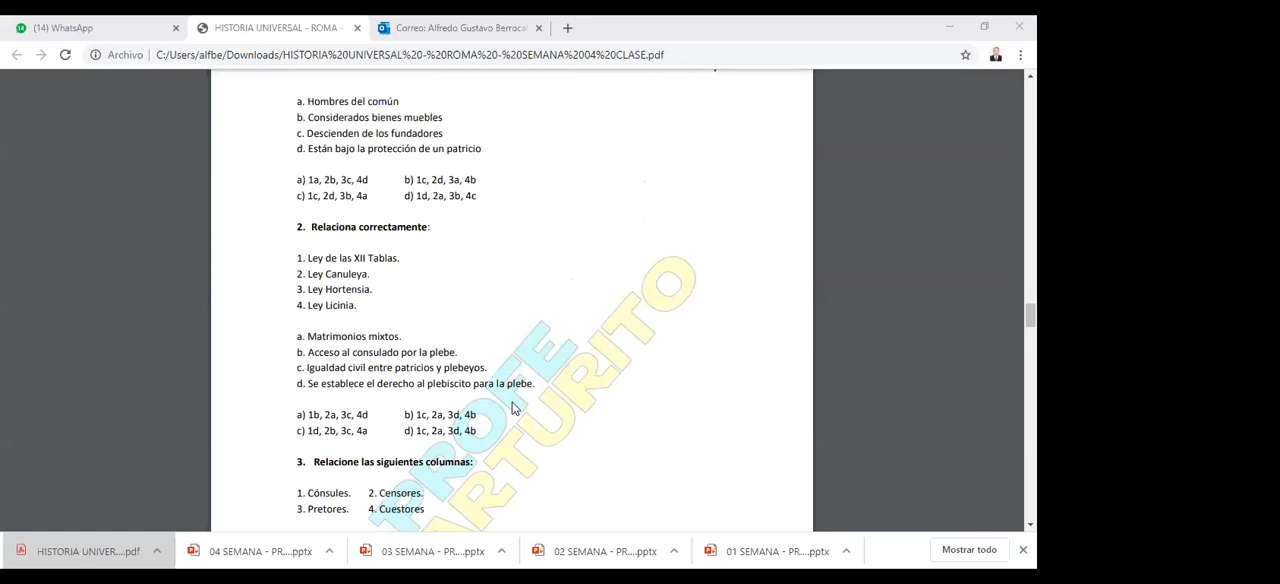 (14) WhatsApp
HISTORIA UNIVERSAL - ROMA -
Correo: Alfredo Gustavo Berrocal
Archivo C:/Users/alfbe/Downloads/HISTORIA%20UNIVERSAL%20-%20ROMA%20-%20SEMANA%2004%20CLASE.pdf
a. Hombres del común
b. Considerados bienes muebles
c. Descienden de los fundadores
d. Están bajo la protección de un patricio
a) 1a, 2b, 3c, 4d b) 1c, 2d, 3a, 4b
c) 1c, 2d, 3b, 4a d) 1d, 2a, 3b, 4c
2. Relaciona correctamente:
1. Ley de las XII Tablas.
2. Ley Canuleya.
3. Ley Hortensia.
4. Ley Licinia.
a. Matrimonios mixtos.
b. Acceso al consulado por la plebe.
c. Igualdad civil entre patricios y plebeyos.
d. Se establece el derecho al plebiscito para la plebe.
a) 1b, 2a, 3c, 4d b) 1c, 2a, 3d, 4b
c) 1d, 2b, 3c, 4a d) 1c, 2a, 3d, 4b
3. Relacione las siguientes columnas:
1. Cónsules. 2. Censores.
3. Pretores. 4. Cuestores
PROFE
ARTURITO
HISTORIA UNIVER....pdf
04 SEMANA - PR....pptx
03 SEMANA - PR....pptx
02 SEMANA - PR....pptx
01 SEMANA - PR....pptx
Mostrar todo